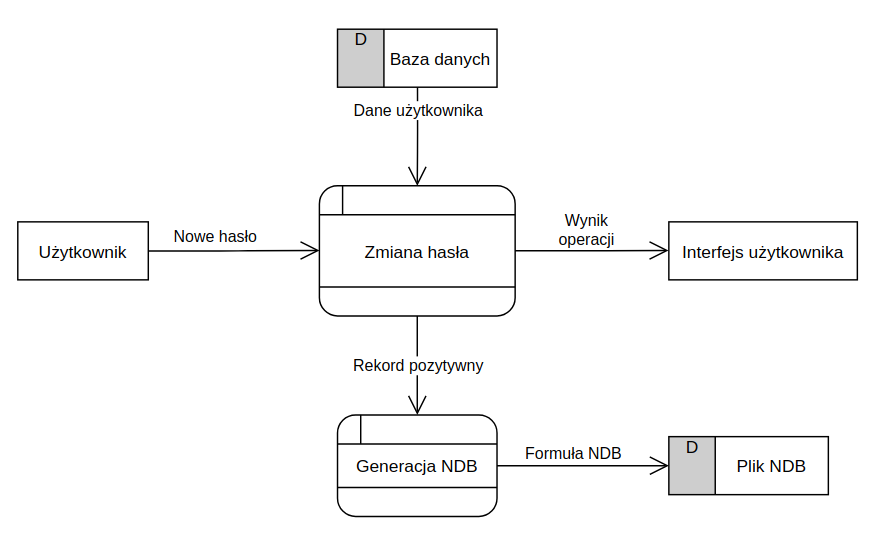 D
Baza danych
Dane użytkownika
Użytkownik
Nowe hasło
Zmiana hasła
Wynik
operacji
Interfejs użytkownika
Rekord pozytywny
Generacja NDB
Formuła NDB
D
Plik NDB